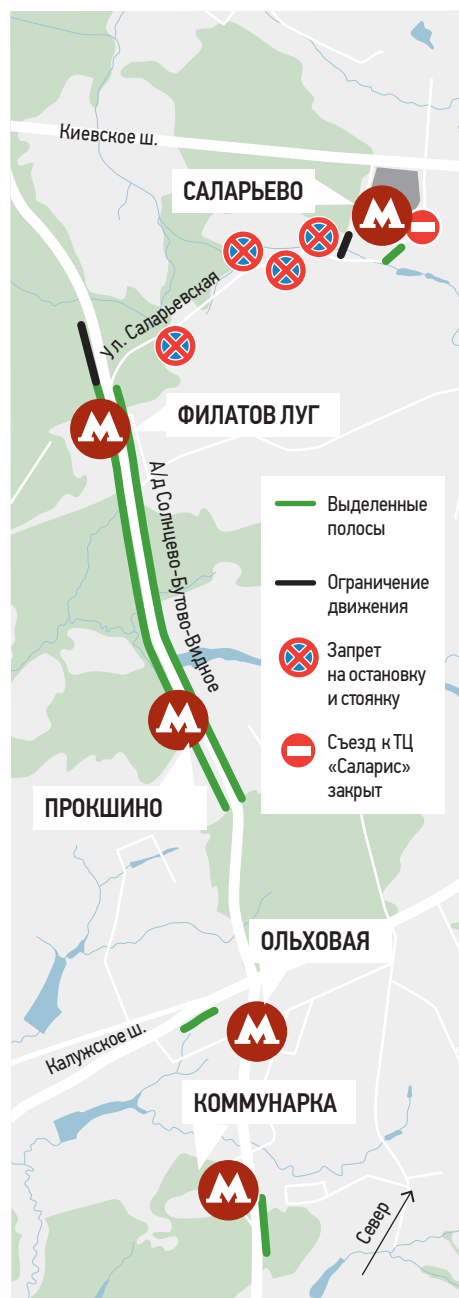 Киевское ш.
САЛАРЬЕВО
Ул. Саларьевская
ФИЛАТОВ ЛУГ
А/д Солнцево-Бутово-Видное
Выделенные
полосы
Ограничение
движения
Запрет
на остановку
и стоянку
Съезд к ТЦ
«Саларис»
закрыт
ПРОКШИНО
ОЛЬХОВАЯ
Калужское ш.
КОММУНАРКА
Север